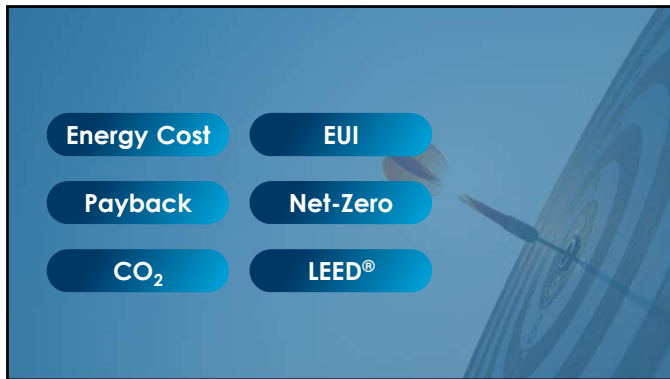 Energy Cost
EUI
Payback
Net-Zero
CO₂
LEED®